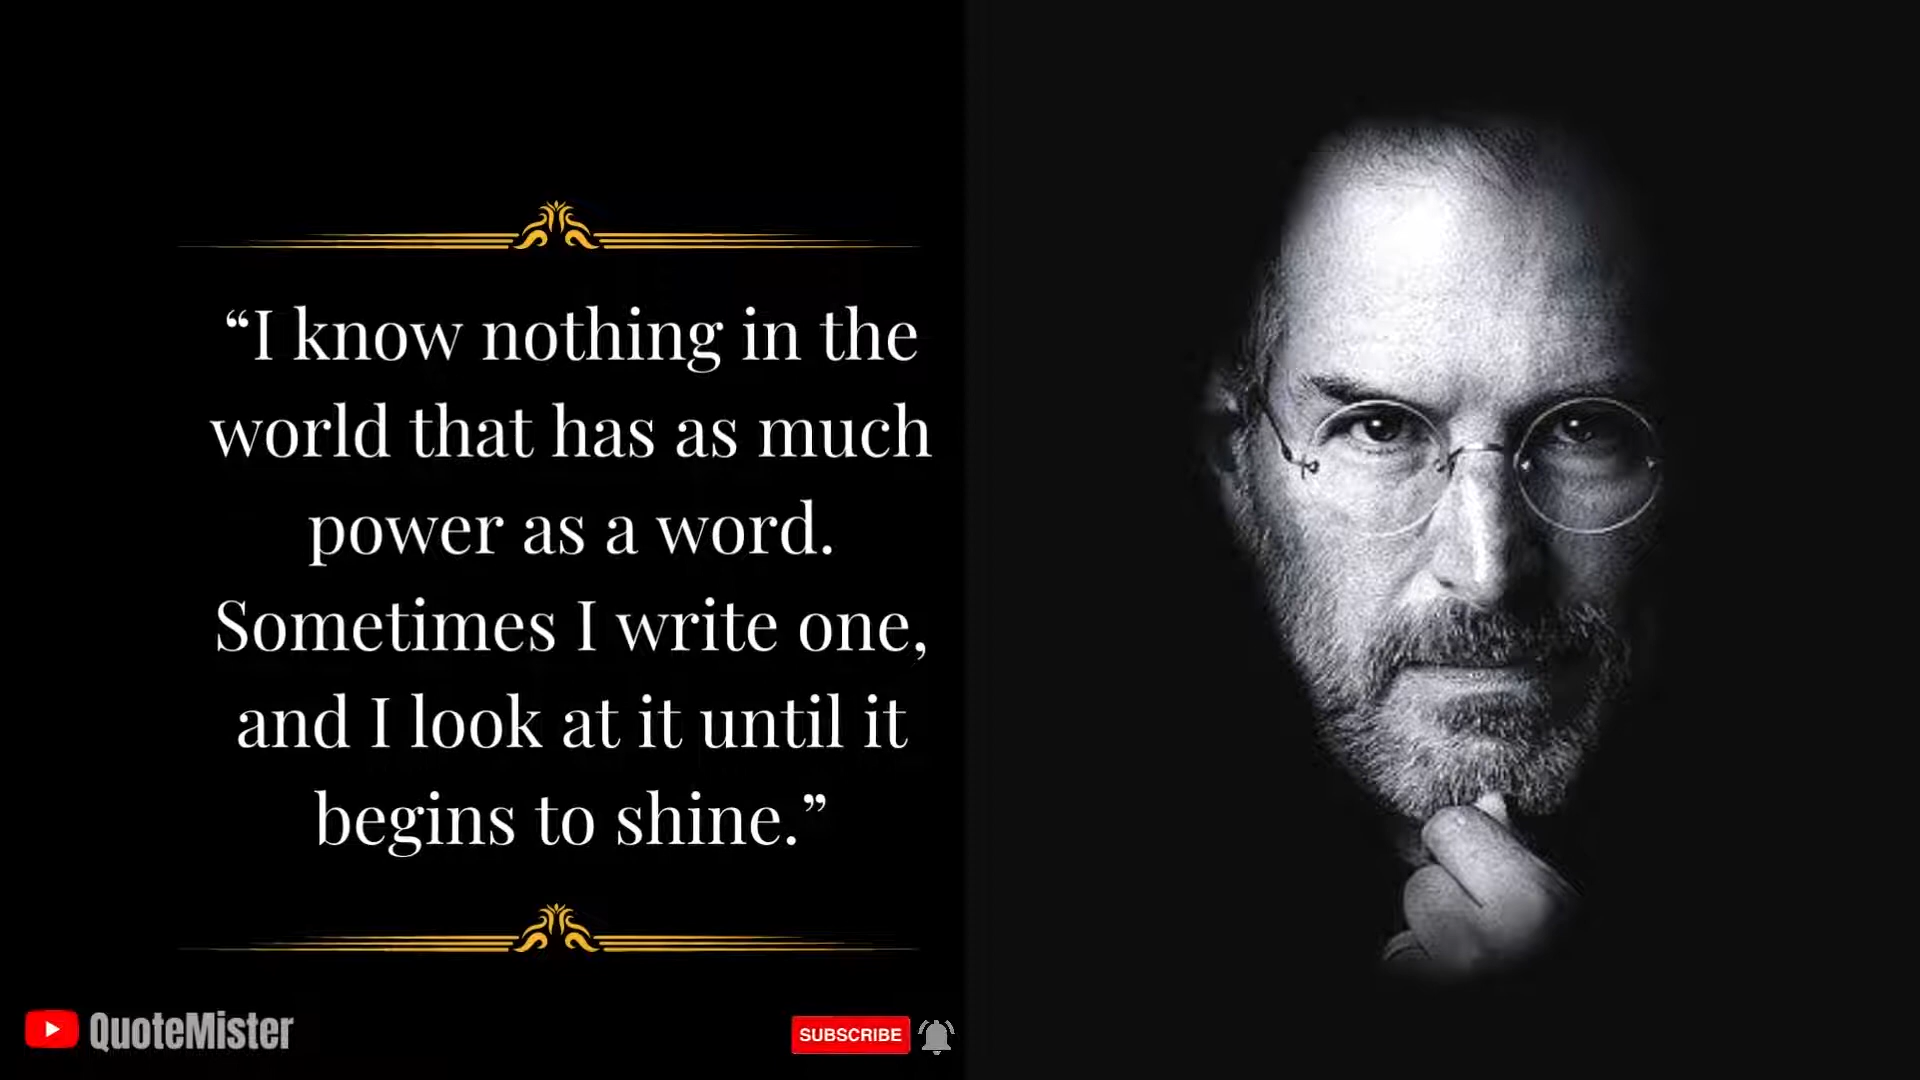 “I know nothing in the
world that has as much
power as a word.
Sometimes I write one,
and I look at it until it
begins to shine.”
QuoteMister
SUBSCRIBE